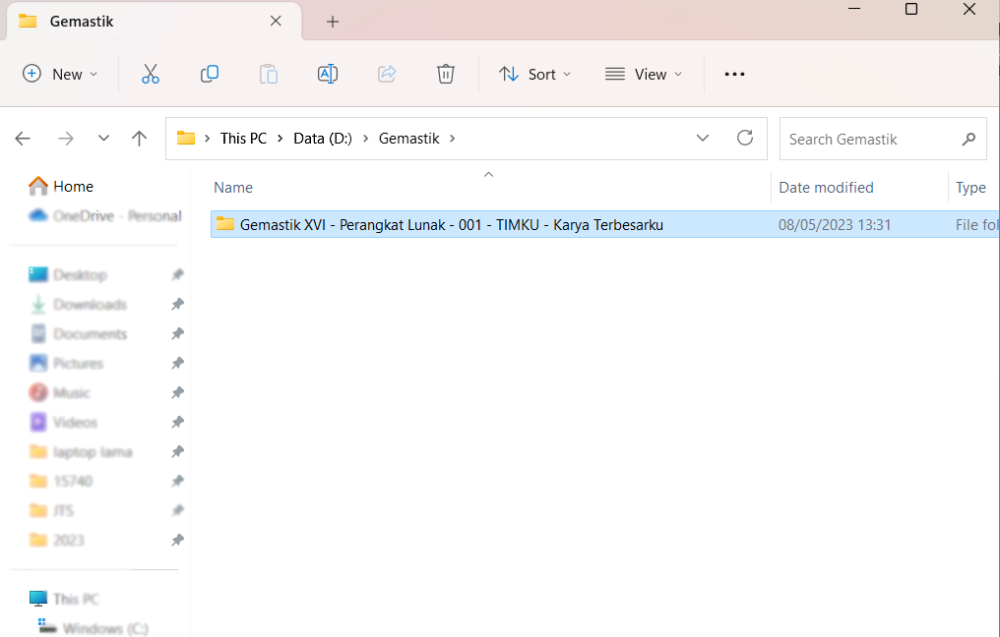 Gemastik
New
Sort
View
This PC > Data (D:) > Gemastik >
Search Gemastik
Name
Date modified
Type
Gemastik XVI - Perangkat Lunak - 001 - TIMKU - Karya Terbesarku
08/05/2023 13:31
File fol
Home
OneDrive - Personal
Desktop
Downloads
Documents
Pictures
Music
Videos
laptop lama
15740
JTS
2023
This PC
Windows (C:)